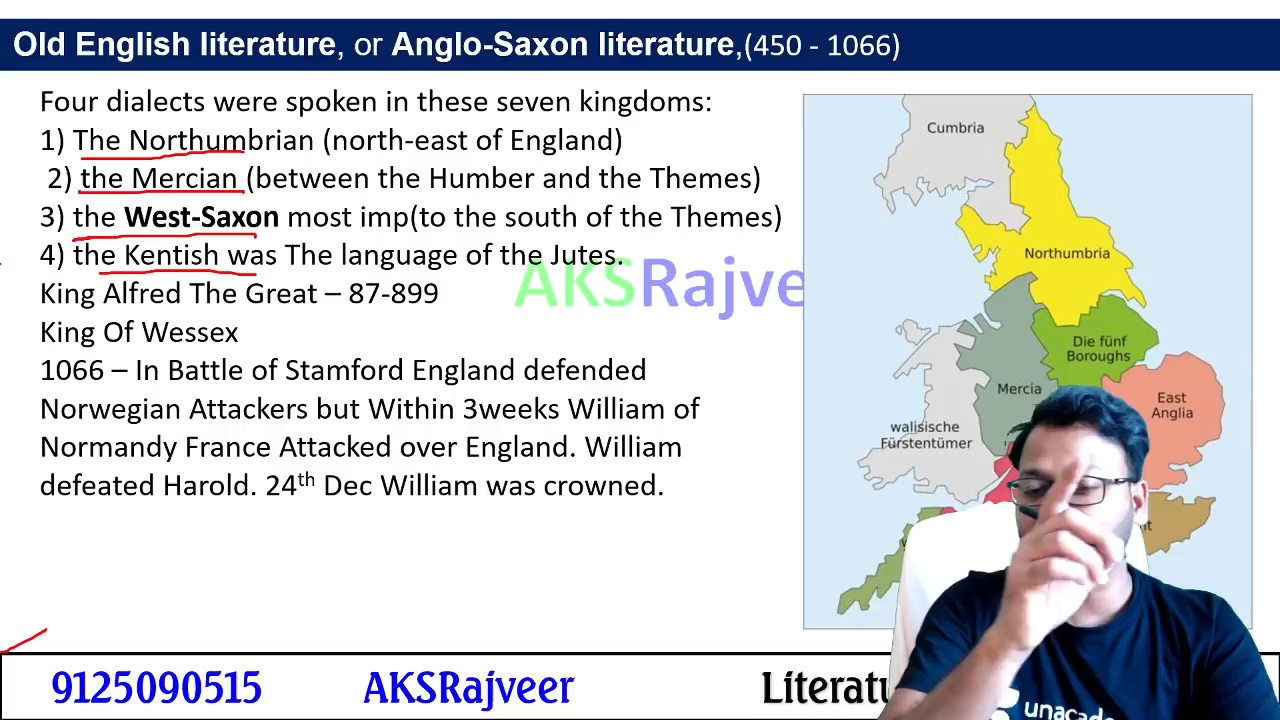 Old English literature, or Anglo-Saxon literature,(450 - 1066)
Four dialects were spoken in these seven kingdoms:
1) The Northumbrian (north-east of England)
2) the Mercian (between the Humber and the Themes)
3) the West-Saxon most imp(to the south of the Themes)
4) the Kentish was The language of the Jutes.
King Alfred The Great – 87-899
King Of Wessex
1066 – In Battle of Stamford England defended
Norwegian Attackers but Within 3weeks William of
Normandy France Attacked over England. William
defeated Harold. 24th Dec William was crowned.
AKSRajve
Cumbria
Northumbria
Die fünf
Boroughs
Mercia
East
Anglia
walisische
Fürstentümer
9125090515 AKSRajveer